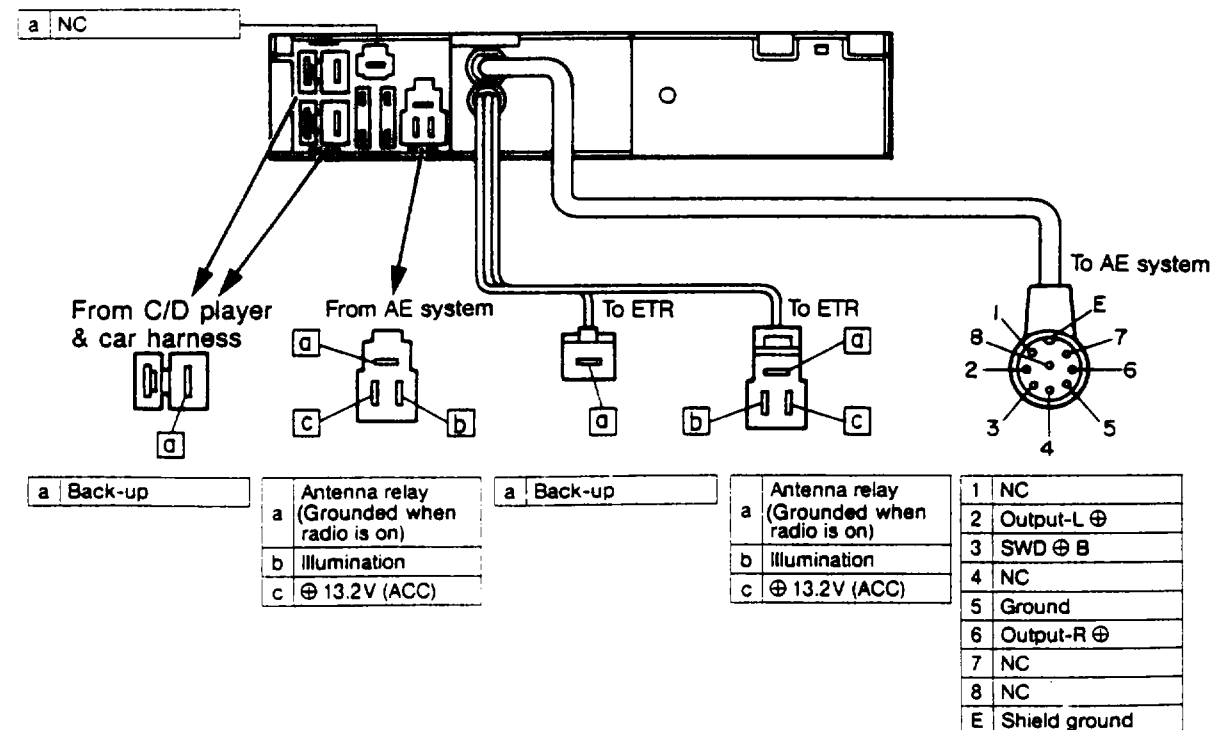 a NC
To AE system
From C/D player
& car harness
From AE system
To ETR
To ETR
a
a
c
b
a
a
b
c
1
E
8
7
2
6
3
5
4
a Back-up
a Antenna relay
(Grounded when
radio is on)
b Illumination
c ⊕ 13.2V (ACC)
a Back-up
a Antenna relay
(Grounded when
radio is on)
b Illumination
c ⊕ 13.2V (ACC)
1 NC
2 Output-L ⊕
3 SWD ⊕ B
4 NC
5 Ground
6 Output-R ⊕
7 NC
8 NC
E Shield ground